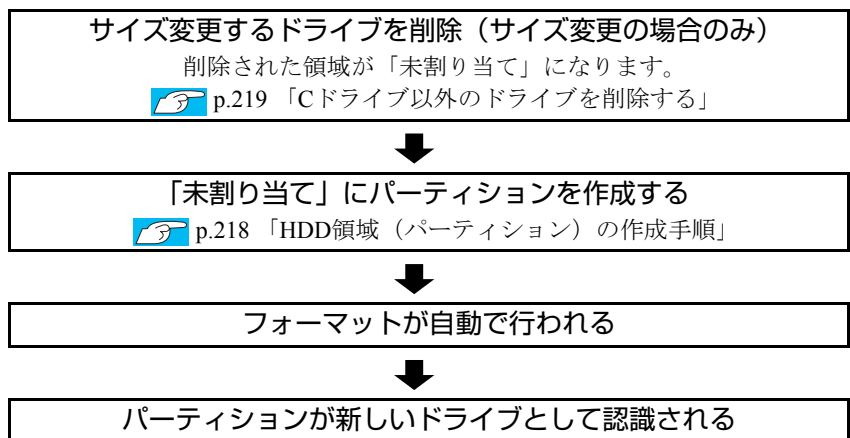 サイズ変更するドライブを削除（サイズ変更の場合のみ）
削除された領域が「未割り当て」になります。
p.219 「Cドライブ以外のドライブを削除する」
「未割り当て」にパーティションを作成する
p.218 「HDD領域（パーティション）の作成手順」
フォーマットが自動で行われる
パーティションが新しいドライブとして認識される